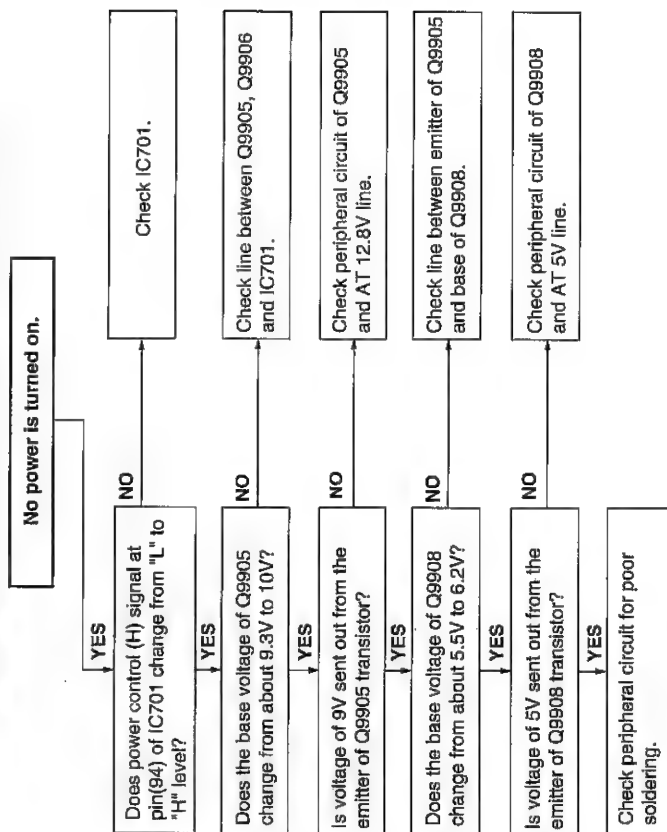 No power is turned on.
YES
Does power control (H) signal at
pin(94) of IC701 change from "L" to
"H" level?
NO
Check IC701.
YES
Does the base voltage of Q9905
change from about 9.3V to 10V?
NO
Check line between Q9905, Q9906
and IC701.
YES
Is voltage of 9V sent out from the
emitter of Q9905 transistor?
NO
Check peripheral circuit of Q9905
and AT 12.8V line.
YES
Does the base voltage of Q9908
change from about 5.5V to 6.2V?
NO
Check line between emitter of Q9905
and base of Q9908.
YES
Is voltage of 5V sent out from the
emitter of Q9908 transistor?
NO
Check peripheral circuit of Q9908
and AT 5V line.
YES
Check peripheral circuit for poor
soldering.